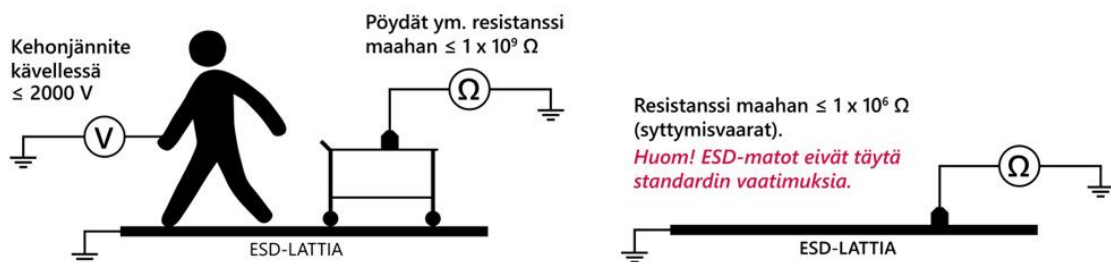 Kehonjännite
kävellessä
≤ 2000 V
V
Pöydät ym. resistanssi
maahan ≤ 1 x 10⁹ Ω
Ω
ESD-LATTIA
Resistanssi maahan ≤ 1 x 10⁶ Ω
(syttymisvaarat).
Huom! ESD-matot eivät täytä
standardin vaatimuksia.
Ω
ESD-LATTIA